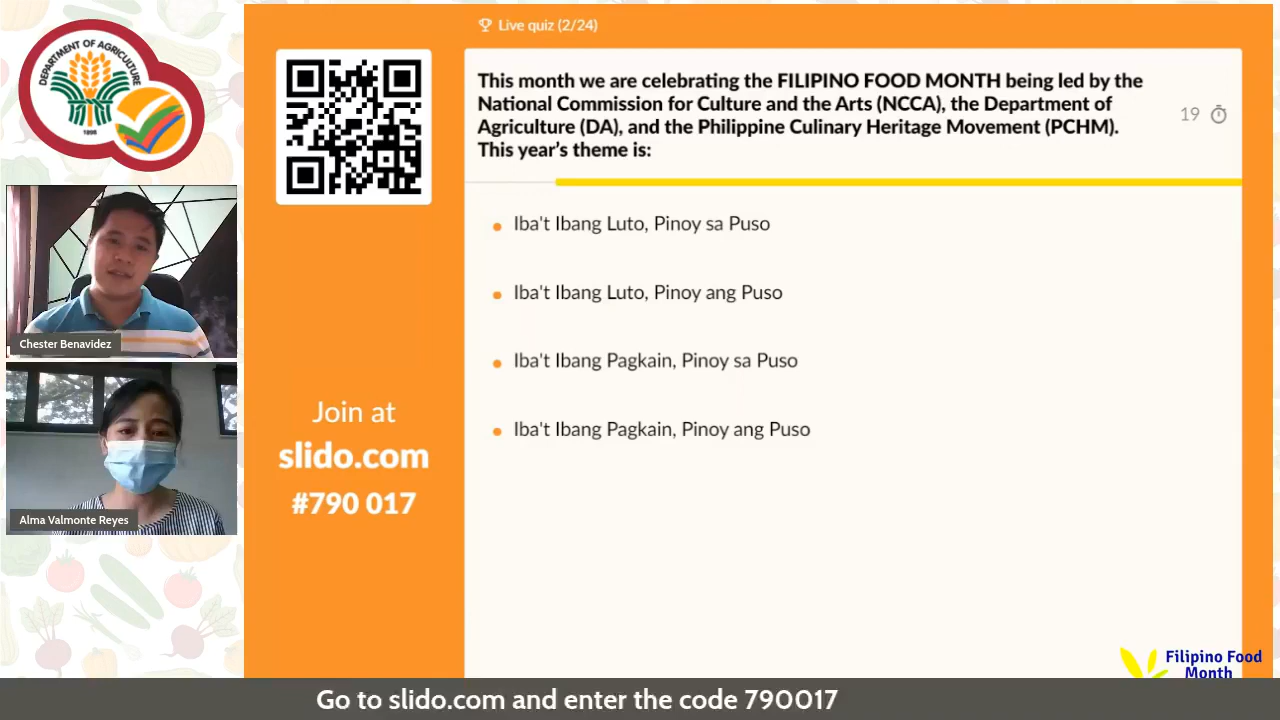 DEPARTMENT OF AGRICULTURE
1898
Chester Benavidez
Alma Valmonte Reyes
Join at
slido.com
#790 017
Live quiz (2/24)
This month we are celebrating the FILIPINO FOOD MONTH being led by the
National Commission for Culture and the Arts (NCCA), the Department of
Agriculture (DA), and the Philippine Culinary Heritage Movement (PCHM).
This year's theme is:
19
Iba't Ibang Luto, Pinoy sa Puso
Iba't Ibang Luto, Pinoy ang Puso
Iba't Ibang Pagkain, Pinoy sa Puso
Iba't Ibang Pagkain, Pinoy ang Puso
Filipino Food
Month
Go to slido.com and enter the code 790017